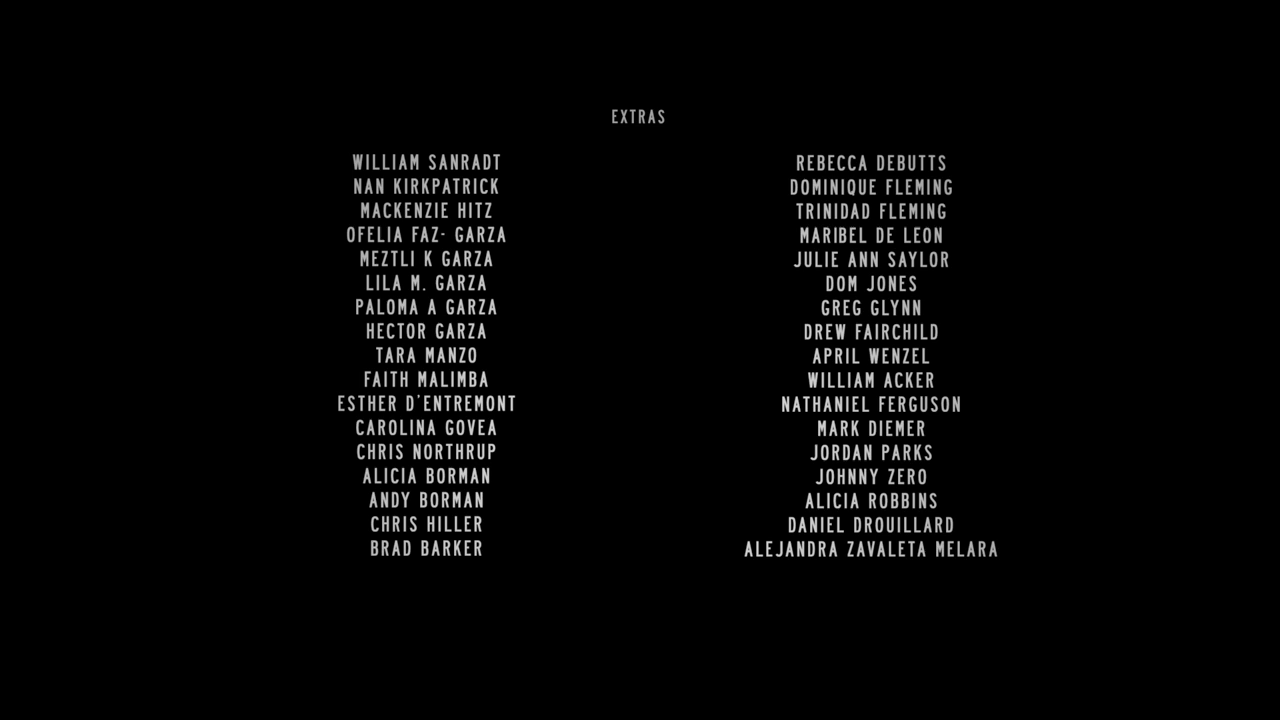 EXTRAS
WILLIAM SANRADT
NAN KIRKPATRICK
MACKENZIE HITZ
OFELIA FAZ- GARZA
MEZTLI K GARZA
LILA M. GARZA
PALOMA A GARZA
HECTOR GARZA
TARA MANZO
FAITH MALIMBA
ESTHER D'ENTREMONT
CAROLINA GOVEA
CHRIS NORTHRUP
ALICIA BORMAN
ANDY BORMAN
CHRIS HILLER
BRAD BARKER
REBECCA DEBUTTS
DOMINIQUE FLEMING
TRINIDAD FLEMING
MARIBEL DE LEON
JULIE ANN SAYLOR
DOM JONES
GREG GLYNN
DREW FAIRCHILD
APRIL WENZEL
WILLIAM ACKER
NATHANIEL FERGUSON
MARK DIEMER
JORDAN PARKS
JOHNNY ZERO
ALICIA ROBBINS
DANIEL DROUILLARD
ALEJANDRA ZAVALETA MELARA